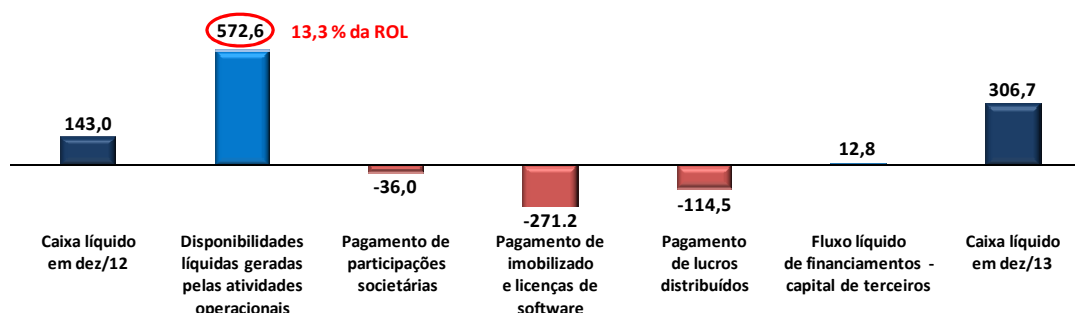 572,6
13,3 % da ROL
143,0
-36,0
-271.2
-114,5
12,8
306,7
Caixa líquido
em dez/12
Disponibilidades
líquidas geradas
pelas atividades
operacionais
Pagamento de
participações
societárias
Pagamento de
imobilizado
e licenças de
software
Pagamento
de lucros
distribuídos
Fluxo líquido
de financiamentos -
capital de terceiros
Caixa líquido
em dez/13